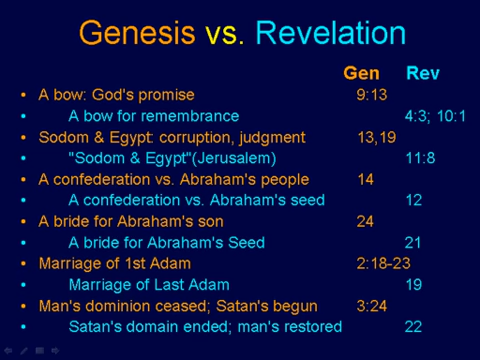 Genesis vs. Revelation
Gen Rev
• A bow: God's promise 9:13
• A bow for remembrance 4:3; 10:1
• Sodom & Egypt: corruption, judgment 13,19
• "Sodom & Egypt"(Jerusalem) 11:8
• A confederation vs. Abraham's people 14
• A confederation vs. Abraham's seed 12
• A bride for Abraham's son 24
• A bride for Abraham's Seed 21
• Marriage of 1st Adam 2:18-23
• Marriage of Last Adam 19
• Man's dominion ceased; Satan's begun 3:24
• Satan's domain ended; man's restored 22